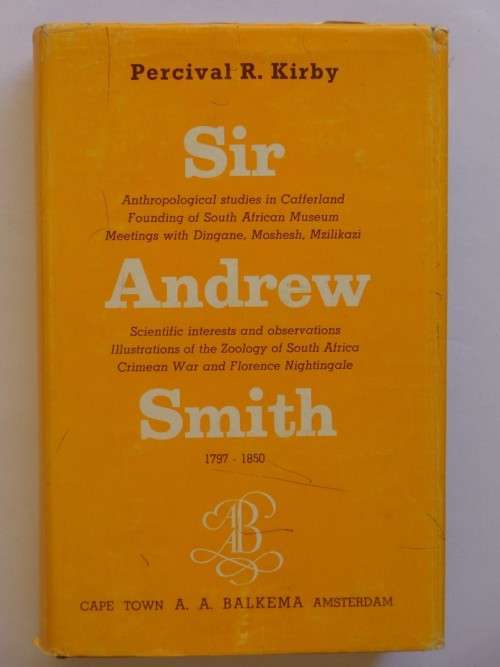 Percival R. Kirby
Sir
Anthropological studies in Cafferland
Founding of South African Museum
Meetings with Dingane, Moshesh, Mzilikazi
Andrew
Scientific interests and observations
Illustrations of the Zoology of South Africa
Crimean War and Florence Nightingale
Smith
1797 - 1850
AAB
CAPE TOWN A. A. BALKEMA AMSTERDAM